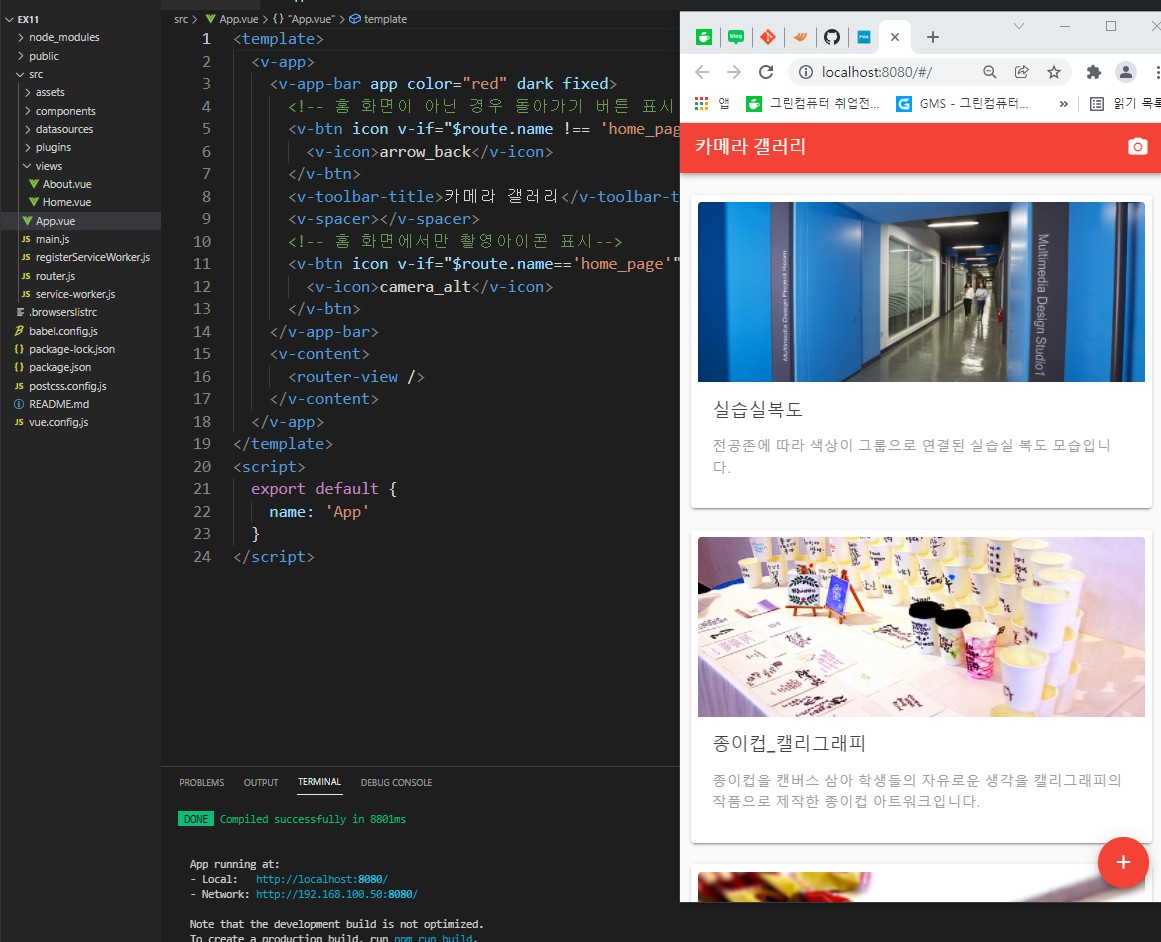 EX11
node_modules
public
src
assets
components
datasources
plugins
views
About.vue
Home.vue
App.vue
JS main.js
JS registerServiceWorker.js
JS router.js
JS service-worker.js
.browserslistrc
babel.config.js
{} package-lock.json
{} package.json
JS postcss.config.js
README.md
JS vue.config.js
src > App.vue > {} "App.vue" > template
1 <template>
2 <v-app>
3 <v-app-bar app color="red" dark fixed>
4 <!-- 홈 화면이 아닌 경우 돌아가기 버튼 표시
5 <v-btn icon v-if="$route.name !== 'home_pag
6 <v-icon>arrow_back</v-icon>
7 </v-btn>
8 <v-toolbar-title>카메라 갤러리</v-toolbar-t
9 <v-spacer></v-spacer>
10 <!-- 홈 화면에서만 촬영아이콘 표시-->
11 <v-btn icon v-if="$route.name=='home_page'"
12 <v-icon>camera_alt</v-icon>
13 </v-btn>
14 </v-app-bar>
15 <v-content>
16 <router-view />
17 </v-content>
18 </v-app>
19 </template>
20 <script>
21 export default {
22 name: 'App'
23 }
24 </script>
PROBLEMS OUTPUT TERMINAL DEBUG CONSOLE
DONE Compiled successfully in 8801ms
App running at:
- Local: http://localhost:8080/
- Network: http://192.168.100.50:8080/
Note that the development build is not optimized.
To create a production build, run npm run build.
blog
localhost:8080/#/
앱 그린컴퓨터 취업전... G GMS - 그린컴퓨터... » 읽기 목록
카메라 갤러리
Multimedia Design Project Room
Multimedia Design Studio1
실습실복도
전공존에 따라 색상이 그룹으로 연결된 실습실 복도 모습입니
다.
종이컵_캘리그래피
종이컵을 캔버스 삼아 학생들의 자유로운 생각을 캘리그래피의
작품으로 제작한 종이컵 아트워크입니다.
+